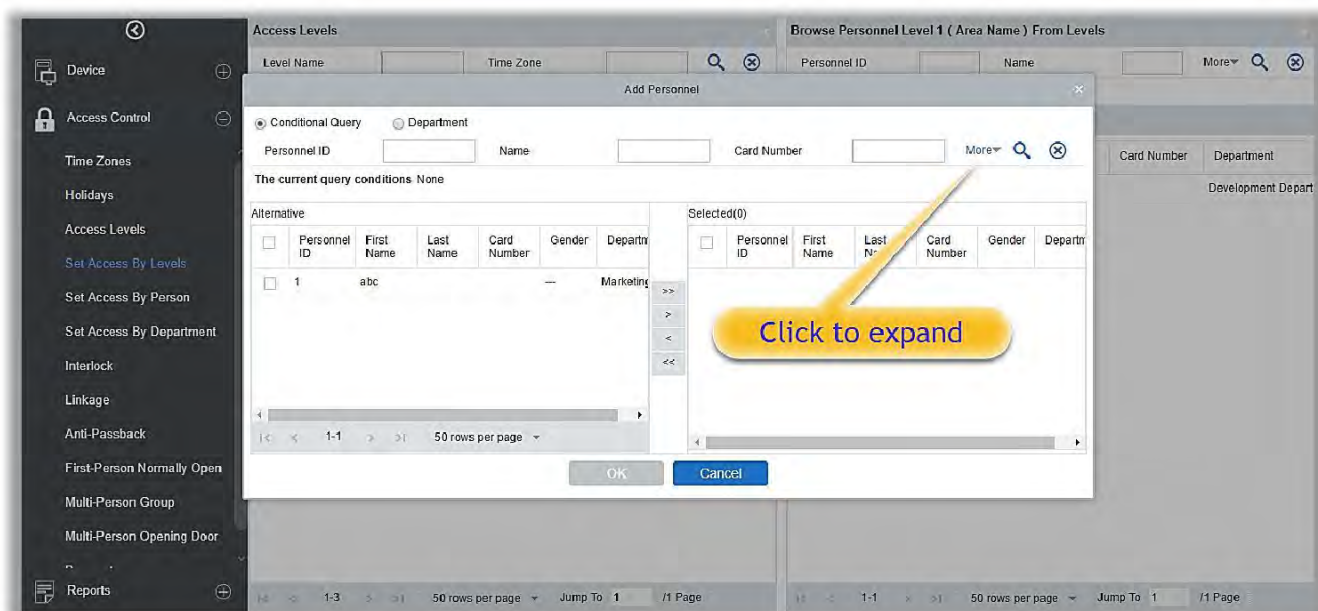 Access Levels
Browse Personnel Level 1 ( Area Name ) From Levels
Level Name Time Zone
Personnel ID Name More
Device
Access Control
Time Zones
Holidays
Access Levels
Set Access By Levels
Set Access By Person
Set Access By Department
Interlock
Linkage
Anti-Passback
First-Person Normally Open
Multi-Person Group
Multi-Person Opening Door
Reports
Add Personnel
Conditional Query Department
Personnel ID Name Card Number More
The current query conditions None
Alternative
Personnel ID First Name Last Name Card Number Gender Departm
1 abc --- Marketing
>>
>
<
<<
Selected(0)
Personnel ID First Name Last Card Number Gender Departm
Click to expand
1-1 50 rows per page
OK Cancel
Card Number Department
Development Depart
1-3 50 rows per page Jump To 1 /1 Page
1-1 50 rows per page Jump To 1 /1 Page